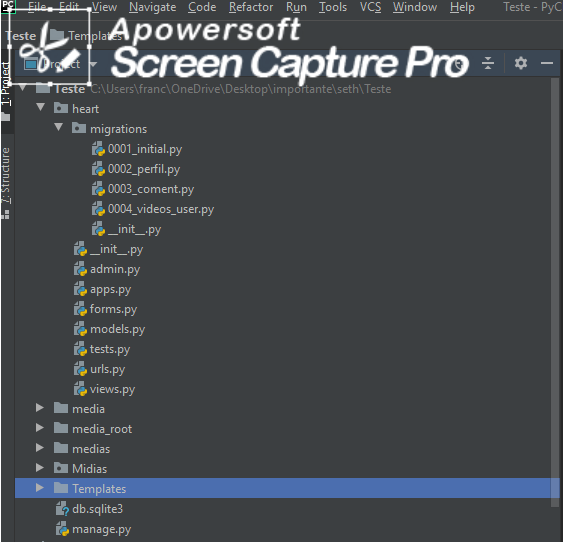 PC File Edit View Navigate Code Refactor Run Tools VCS Window Help Teste - PyC
Teste Templates
Apowersoft
Screen Capture Pro
Project
1: Project
Teste C:\Users\franc\OneDrive\Desktop\importante\seth\Teste
heart
migrations
0001_initial.py
0002_perfil.py
0003_coment.py
0004_videos_user.py
__init__.py
7: Structure
__init__.py
admin.py
apps.py
forms.py
models.py
tests.py
urls.py
views.py
media
media_root
medias
Midias
Templates
db.sqlite3
manage.py